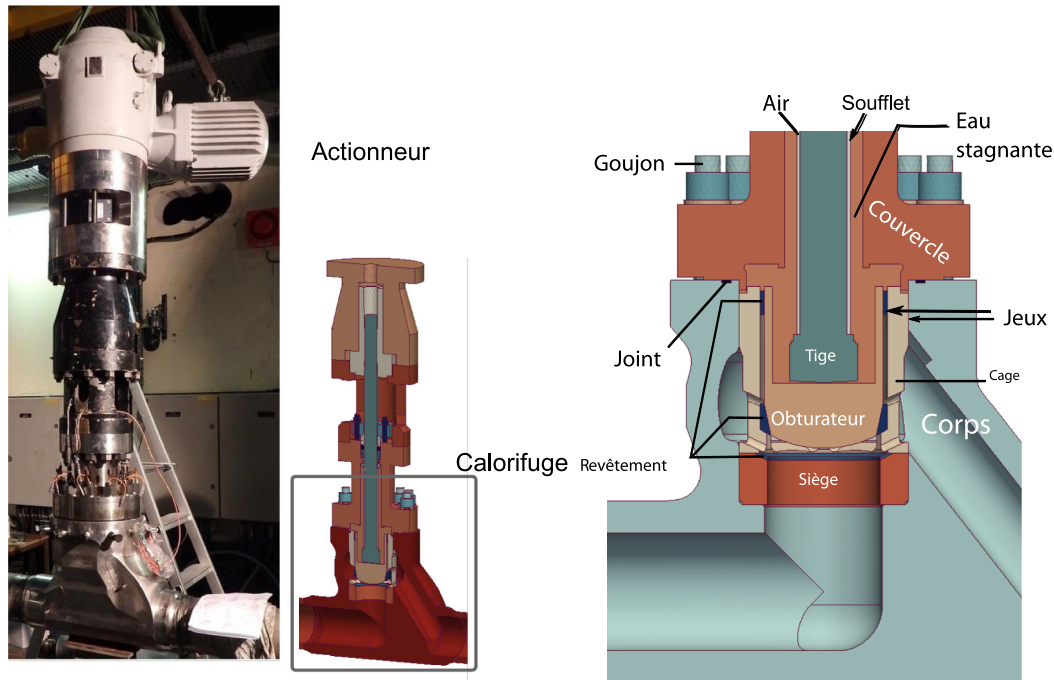 Actionneur
Calorifuge
Air
Soufflet
Eau
stagnante
Goujon
Couvercle
Joint
Jeux
Tige
Cage
Obturateur
Corps
Revêtement
Siège